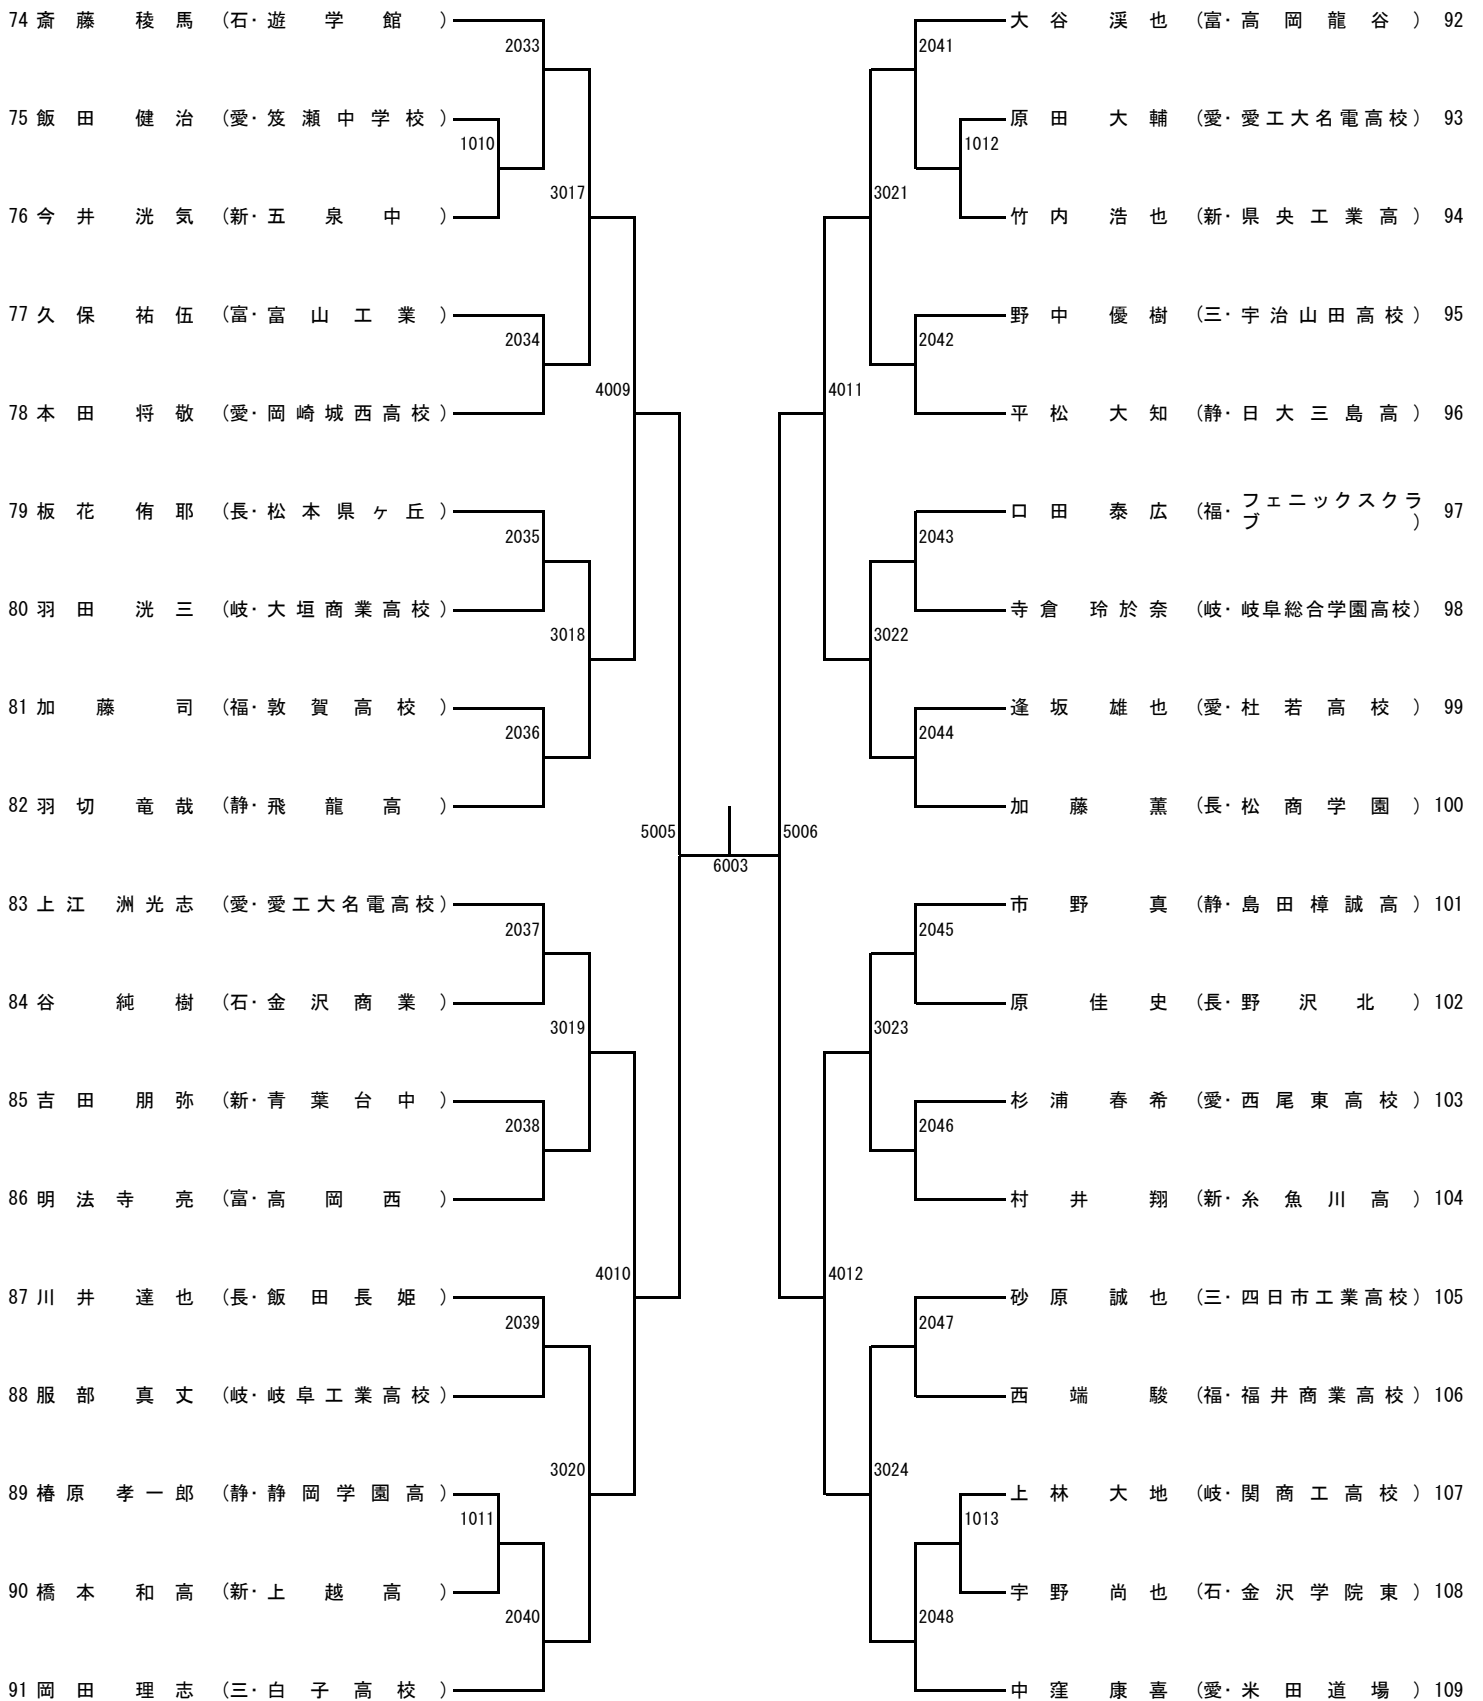 74 斎藤 稜馬 (石・遊学館)
2033
75 飯田 健治 (愛・笈瀬中学校)
1010
3017
76 今井 洸気 (新・五泉中)
77 久保 祐伍 (富・富山工業)
2034
4009
78 本田 将敬 (愛・岡崎城西高校)
79 板花 侑耶 (長・松本県ヶ丘)
2035
80 羽田 洸三 (岐・大垣商業高校)
3018
81 加藤 司 (福・敦賀高校)
2036
82 羽切 竜哉 (静・飛龍高)
5005
83 上江洲光志 (愛・愛工大名電高校)
2037
84 谷 純樹 (石・金沢商業)
3019
85 吉田 朋弥 (新・青葉台中)
2038
86 明法寺 亮 (富・高岡西)
4010
87 川井 達也 (長・飯田長姫)
2039
88 服部 真丈 (岐・岐阜工業高校)
3020
89 椿原 孝一郎 (静・静岡学園高)
1011
90 橋本 和高 (新・上越高)
2040
91 岡田 理志 (三・白子高校)
6003
大谷 渓也 (富・高岡龍谷) 92
2041
原田 大輔 (愛・愛工大名電高校) 93
1012
3021
竹内 浩也 (新・県央工業高) 94
野中 優樹 (三・宇治山田高校) 95
2042
4011
平松 大知 (静・日大三島高) 96
口田 泰広 (福・フェニックスクラ
ブ) 97
2043
寺倉 玲於奈 (岐・岐阜総合学園高校) 98
3022
逢坂 雄也 (愛・杜若高校) 99
2044
加藤 薫 (長・松商学園) 100
5006
市野 真 (静・島田樟誠高) 101
2045
原 佳史 (長・野沢北) 102
3023
杉浦 春希 (愛・西尾東高校) 103
2046
村井 翔 (新・糸魚川高) 104
4012
砂原 誠也 (三・四日市工業高校) 105
2047
西端 駿 (福・福井商業高校) 106
3024
上林 大地 (岐・関商工高校) 107
1013
宇野 尚也 (石・金沢学院東) 108
2048
中窪 康喜 (愛・米田道場) 109